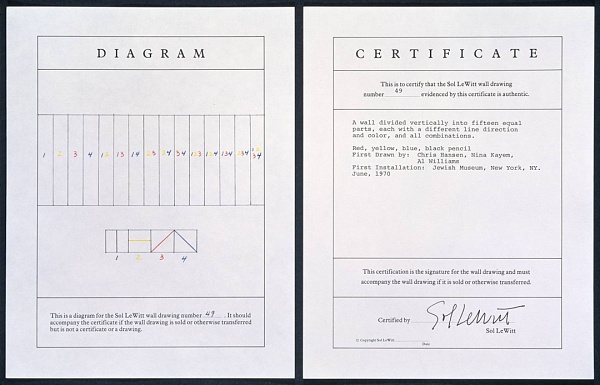 DIAGRAM
1 2 3 4 12 13 14 23 24 34 123 124 134 234 1234
1 2 3 4
This is a diagram for the Sol LeWitt wall drawing number 49. It should
accompany the certificate if the wall drawing is sold or otherwise transferred
but is not a certificate or a drawing.
CERTIFICATE
This is to certify that the Sol LeWitt wall drawing
number 49 evidenced by this certificate is authentic.
A wall divided vertically into fifteen equal
parts, each with a different line direction
and color, and all combinations.
Red, yellow, blue, black pencil
First Drawn by: Chris Hansen, Nina Kayem,
Al Williams
First Installation: Jewish Museum, New York, NY.
June, 1970
This certification is the signature for the wall drawing and must
accompany the wall drawing if it is sold or otherwise transferred.
Certified by Sol LeWitt
Sol LeWitt
© Copyright Sol LeWitt
Date